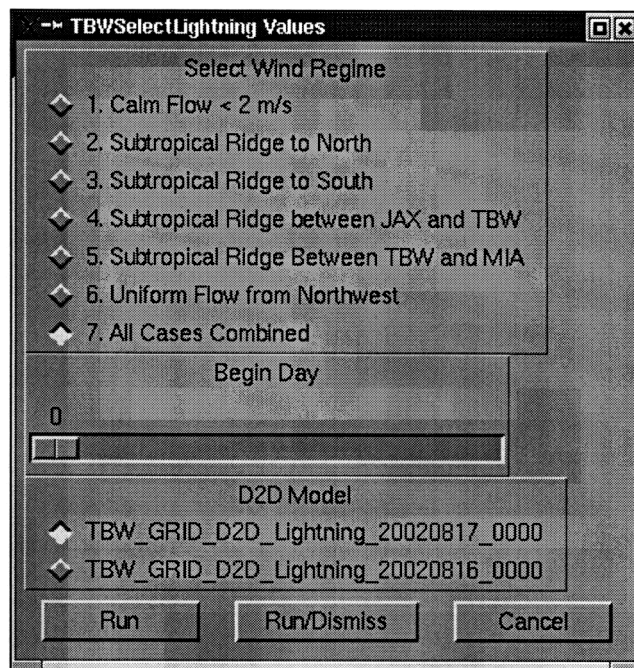 TBWSelectLightning Values
Select Wind Regime
1. Calm Flow < 2 m/s
2. Subtropical Ridge to North
3. Subtropical Ridge to South
4. Subtropical Ridge between JAX and TBW
5. Subtropical Ridge Between TBW and MIA
6. Uniform Flow from Northwest
7. All Cases Combined
Begin Day
0
D2D Model
TBW_GRID_D2D_Lightning_20020817_0000
TBW_GRID_D2D_Lightning_20020816_0000
Run
Run/Dismiss
Cancel